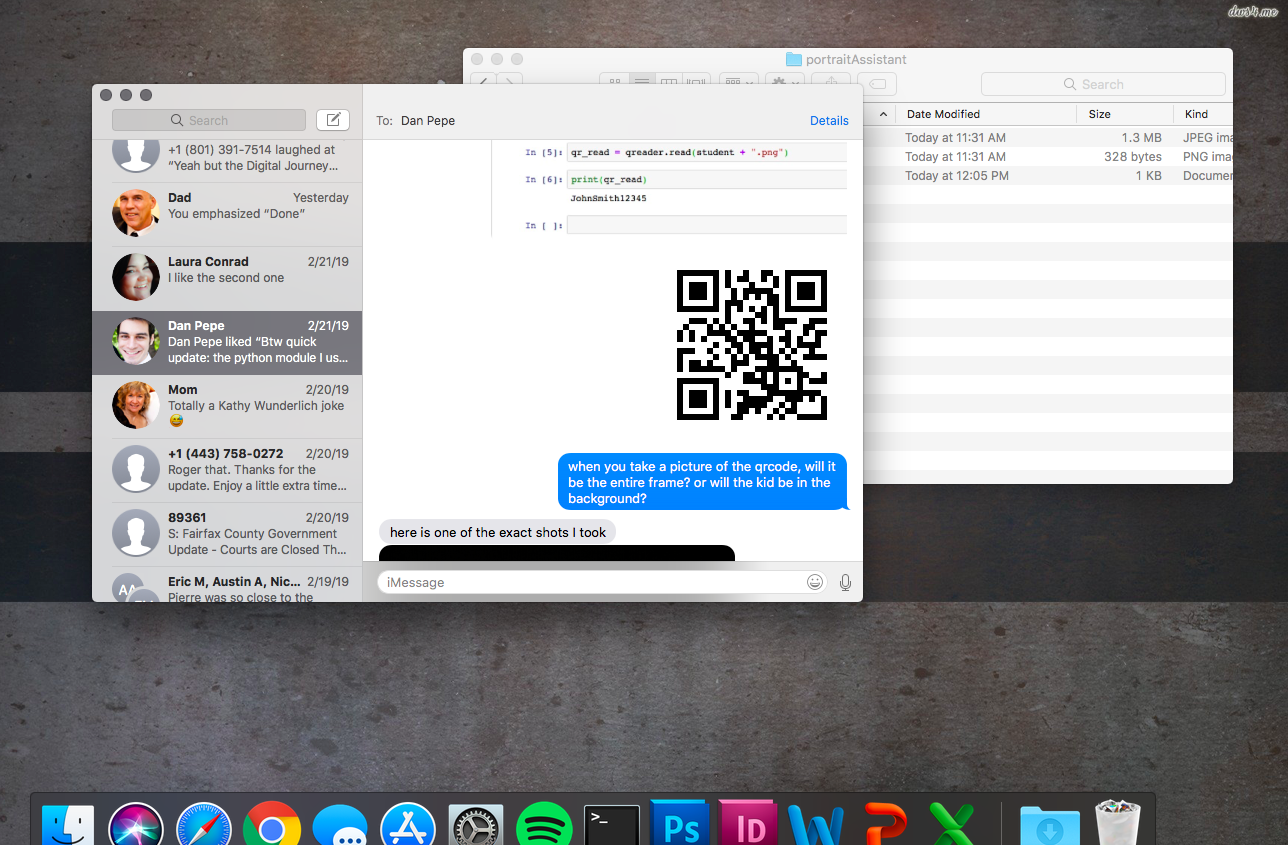 dws4.me
portraitAssistant
Search
Date Modified
Size
Kind
Today at 11:31 AM
1.3 MB
JPEG ima
Today at 11:31 AM
328 bytes
PNG imag
Today at 12:05 PM
1 KB
Documen
Search
+1 (801) 391-7514 laughed at
“Yeah but the Digital Journey…
Dad
Yesterday
You emphasized “Done”
Laura Conrad
2/21/19
I like the second one
Dan Pepe
2/21/19
Dan Pepe liked “Btw quick
update: the python module I us…
Mom
2/20/19
Totally a Kathy Wunderlich joke
😅
+1 (443) 758-0272
2/20/19
Roger that. Thanks for the
update. Enjoy a little extra time…
89361
2/20/19
S: Fairfax County Government
Update - Courts are Closed Th…
AA
Eric M, Austin A, Nic…
2/19/19
Pierre was so close to the
To: Dan Pepe
Details
In [5]: qr_read = qreader.read(student + ".png")
In [6]: print(qr_read)
JohnSmith12345
In [ ]:
when you take a picture of the qrcode, will it
be the entire frame? or will the kid be in the
background?
here is one of the exact shots I took
iMessage
>_
Ps
ID
W
P
X